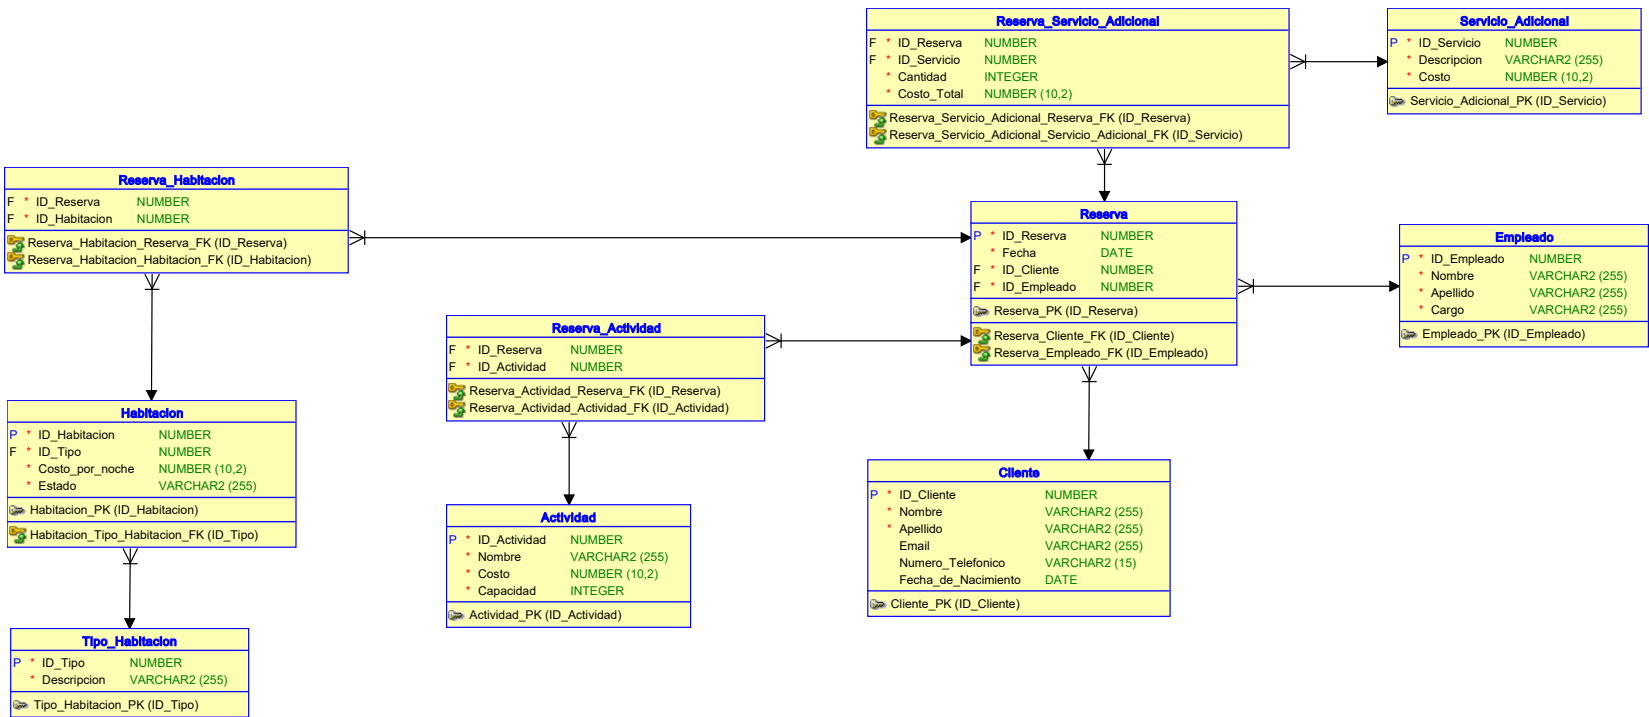 Reserva_Servicio_Adicional
F * ID_Reserva NUMBER
F * ID_Servicio NUMBER
* Cantidad INTEGER
* Costo_Total NUMBER (10,2)
Reserva_Servicio_Adicional_Reserva_FK (ID_Reserva)
Reserva_Servicio_Adicional_Servicio_Adicional_FK (ID_Servicio)
Servicio_Adicional
P * ID_Servicio NUMBER
* Descripcion VARCHAR2 (255)
* Costo NUMBER (10,2)
Servicio_Adicional_PK (ID_Servicio)
Reserva_Habitacion
F * ID_Reserva NUMBER
F * ID_Habitacion NUMBER
Reserva_Habitacion_Reserva_FK (ID_Reserva)
Reserva_Habitacion_Habitacion_FK (ID_Habitacion)
Reserva
P * ID_Reserva NUMBER
* Fecha DATE
F * ID_Cliente NUMBER
F * ID_Empleado NUMBER
Reserva_PK (ID_Reserva)
Reserva_Cliente_FK (ID_Cliente)
Reserva_Empleado_FK (ID_Empleado)
Empleado
P * ID_Empleado NUMBER
* Nombre VARCHAR2 (255)
* Apellido VARCHAR2 (255)
* Cargo VARCHAR2 (255)
Empleado_PK (ID_Empleado)
Reserva_Actividad
F * ID_Reserva NUMBER
F * ID_Actividad NUMBER
Reserva_Actividad_Reserva_FK (ID_Reserva)
Reserva_Actividad_Actividad_FK (ID_Actividad)
Habitacion
P * ID_Habitacion NUMBER
F * ID_Tipo NUMBER
* Costo_por_noche NUMBER (10,2)
* Estado VARCHAR2 (255)
Habitacion_PK (ID_Habitacion)
Habitacion_Tipo_Habitacion_FK (ID_Tipo)
Actividad
P * ID_Actividad NUMBER
* Nombre VARCHAR2 (255)
* Costo NUMBER (10,2)
* Capacidad INTEGER
Actividad_PK (ID_Actividad)
Cliente
P * ID_Cliente NUMBER
* Nombre VARCHAR2 (255)
* Apellido VARCHAR2 (255)
Email VARCHAR2 (255)
Numero_Telefonico VARCHAR2 (15)
Fecha_de_Nacimiento DATE
Cliente_PK (ID_Cliente)
Tipo_Habitacion
P * ID_Tipo NUMBER
* Descripcion VARCHAR2 (255)
Tipo_Habitacion_PK (ID_Tipo)